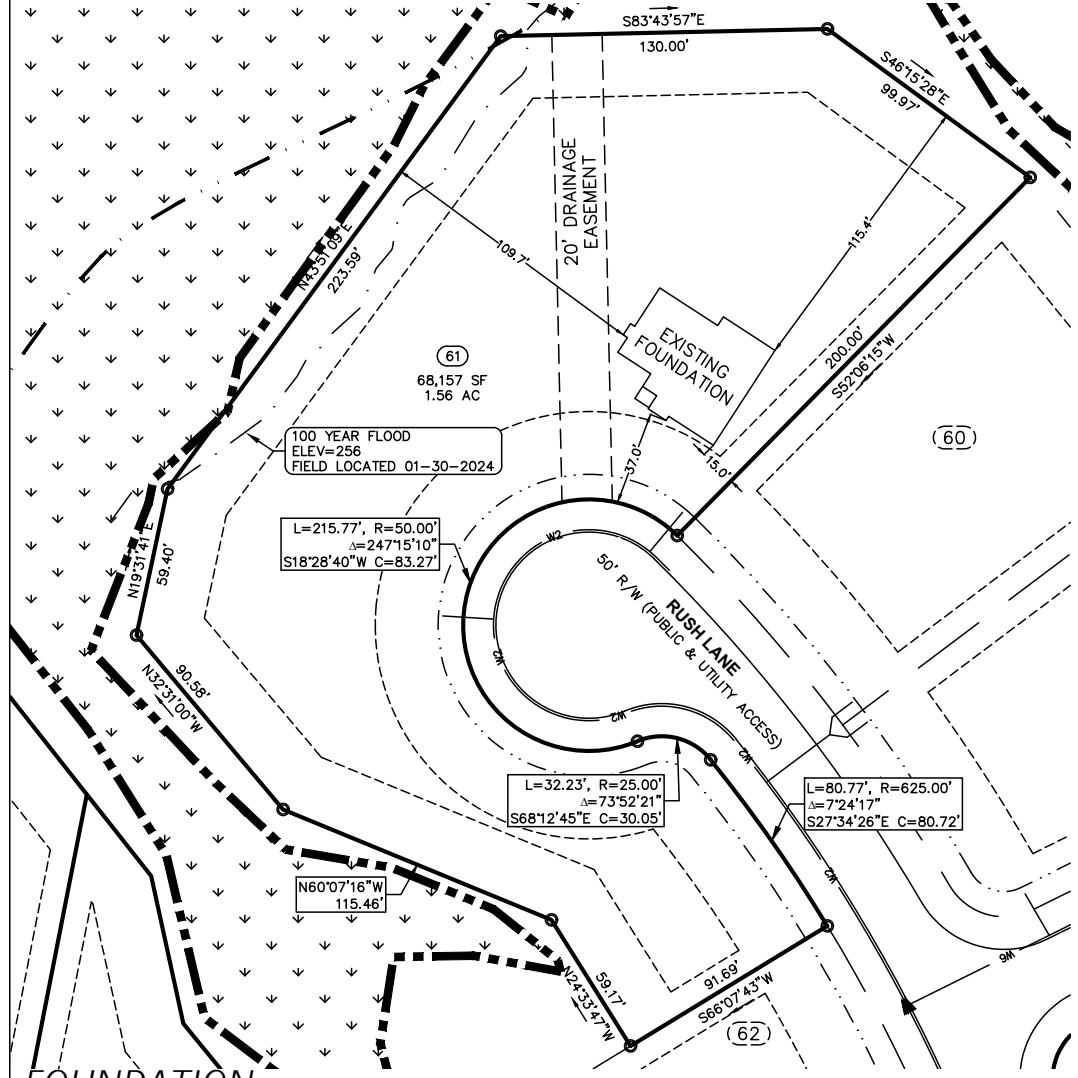 S83°43'57"E
130.00'
S46°15'28"E
99.97'
20' DRAINAGE
EASEMENT
N43°51'09"E
223.59'
109.7'
115.4'
EXISTING
FOUNDATION
61
68,157 SF
1.56 AC
200.00'
S52°06'15"W
60
100 YEAR FLOOD
ELEV=256
FIELD LOCATED 01-30-2024
37.0'
15.0'
L=215.77', R=50.00'
Δ=247°15'10"
S18°28'40"W C=83.27'
N19°31'41"E
59.40'
W2
50' R/W (PUBLIC & UTILITY ACCESS)
RUSH LANE
W2
W2
90.58'
N32°31'00"W
W2
L=32.23', R=25.00'
Δ=73°52'21"
S68°12'45"E C=30.05'
L=80.77', R=625.00'
Δ=7°24'17"
S27°34'26"E C=80.72'
W2
N60°07'16"W
115.46'
W6
59.17'
N24°33'47"W
91.69'
S66°07'43"W
62
FOUNDATION